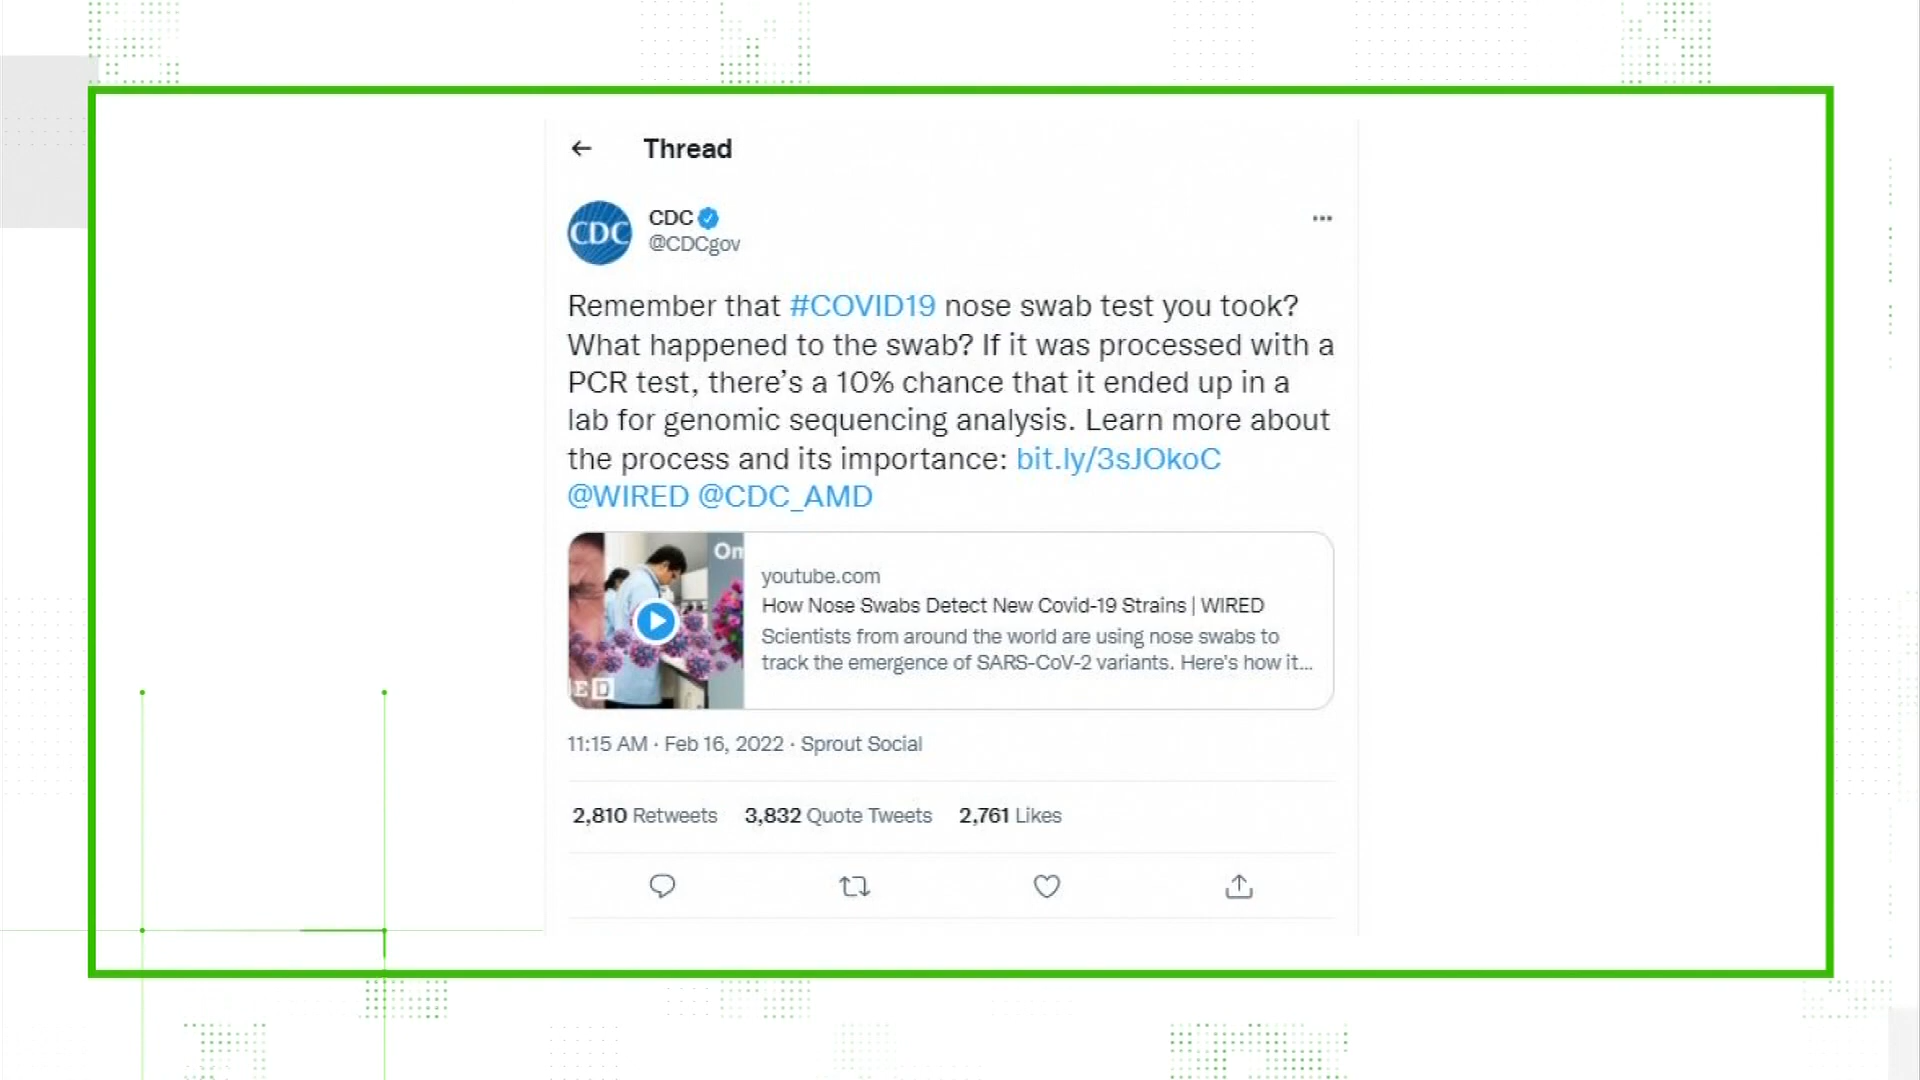 Thread
CDC
CDC
@CDCgov
Remember that #COVID19 nose swab test you took?
What happened to the swab? If it was processed with a
PCR test, there’s a 10% chance that it ended up in a
lab for genomic sequencing analysis. Learn more about
the process and its importance: bit.ly/3sJOkoC
@WIRED @CDC_AMD
Om
ED
youtube.com
How Nose Swabs Detect New Covid-19 Strains | WIRED
Scientists from around the world are using nose swabs to
track the emergence of SARS-CoV-2 variants. Here’s how it...
11:15 AM · Feb 16, 2022 · Sprout Social
2,810 Retweets 3,832 Quote Tweets 2,761 Likes